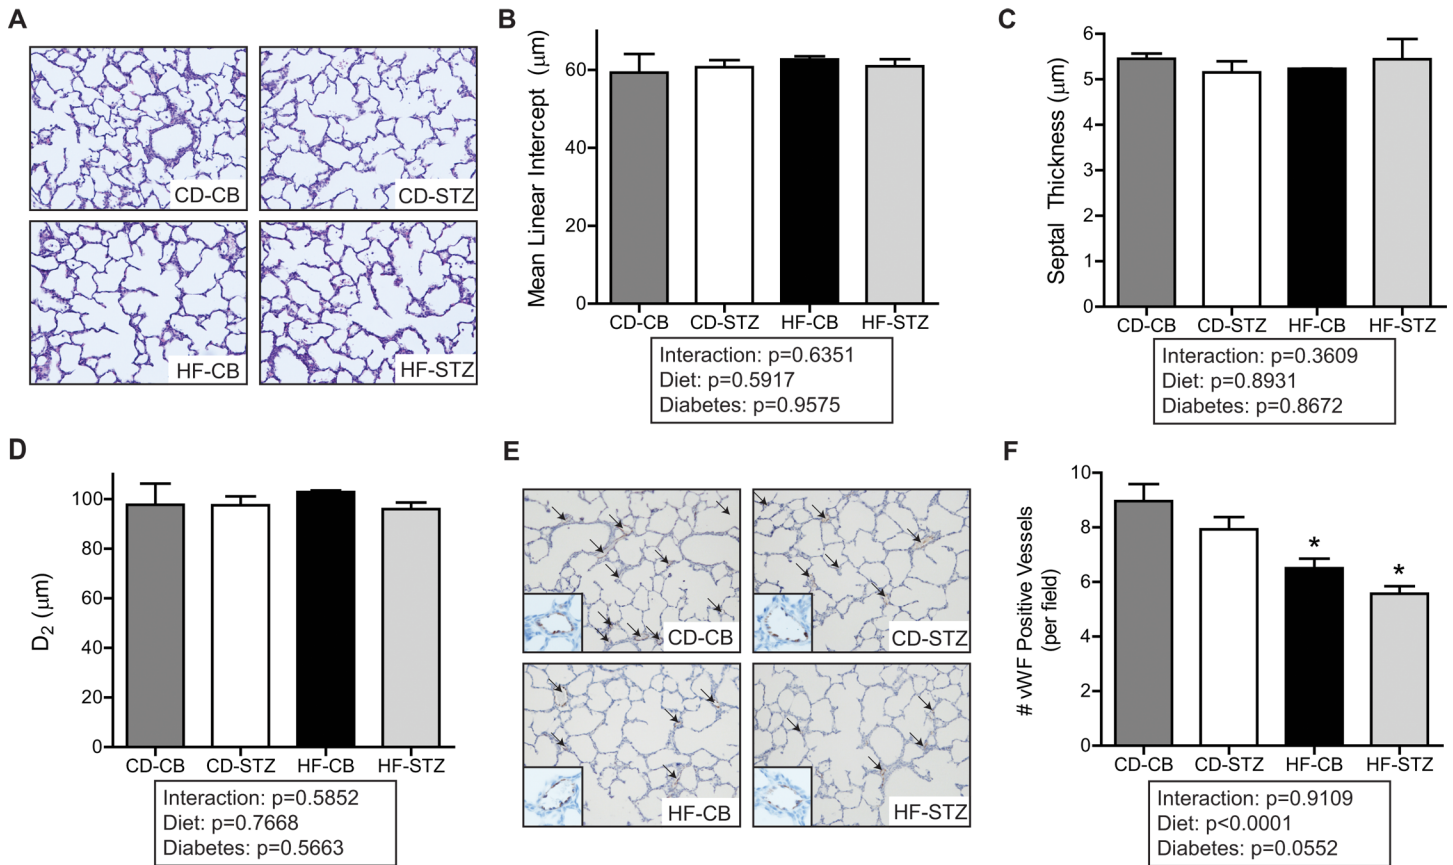 A
CD-CB
CD-STZ
HF-CB
HF-STZ
B
Mean Linear Intercept (μm)
60
40
20
0
CD-CB CD-STZ HF-CB HF-STZ
Interaction: p=0.6351
Diet: p=0.5917
Diabetes: p=0.9575
C
Septal Thickness (μm)
6
5
4
3
2
1
0
CD-CB CD-STZ HF-CB HF-STZ
Interaction: p=0.3609
Diet: p=0.8931
Diabetes: p=0.8672
D
D₂ (μm)
100
80
60
40
20
0
CD-CB CD-STZ HF-CB HF-STZ
Interaction: p=0.5852
Diet: p=0.7668
Diabetes: p=0.5663
E
CD-CB
CD-STZ
HF-CB
HF-STZ
F
# vWF Positive Vessels
(per field)
10
8
6
4
2
0
* *
CD-CB CD-STZ HF-CB HF-STZ
Interaction: p=0.9109
Diet: p<0.0001
Diabetes: p=0.0552